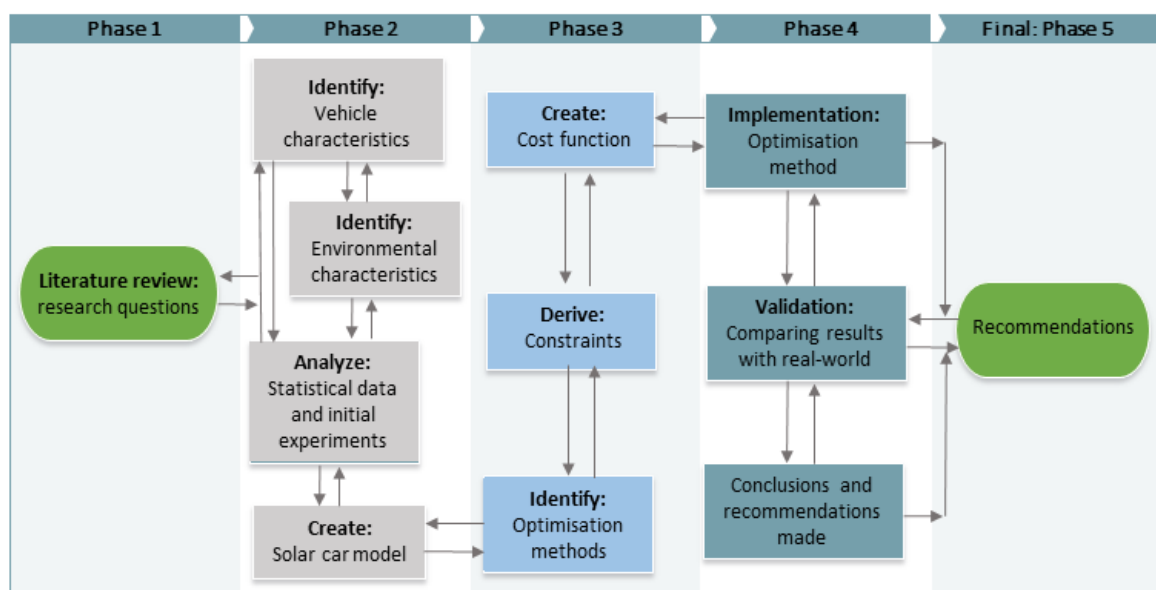 Phase 1
Phase 2
Phase 3
Phase 4
Final: Phase 5
Literature review:
research questions
Identify:
Vehicle
characteristics
Identify:
Environmental
characteristics
Analyze:
Statistical data
and initial
experiments
Create:
Solar car model
Create:
Cost function
Derive:
Constraints
Identify:
Optimisation
methods
Implementation:
Optimisation
method
Validation:
Comparing results
with real-world
Conclusions and
recommendations
made
Recommendations